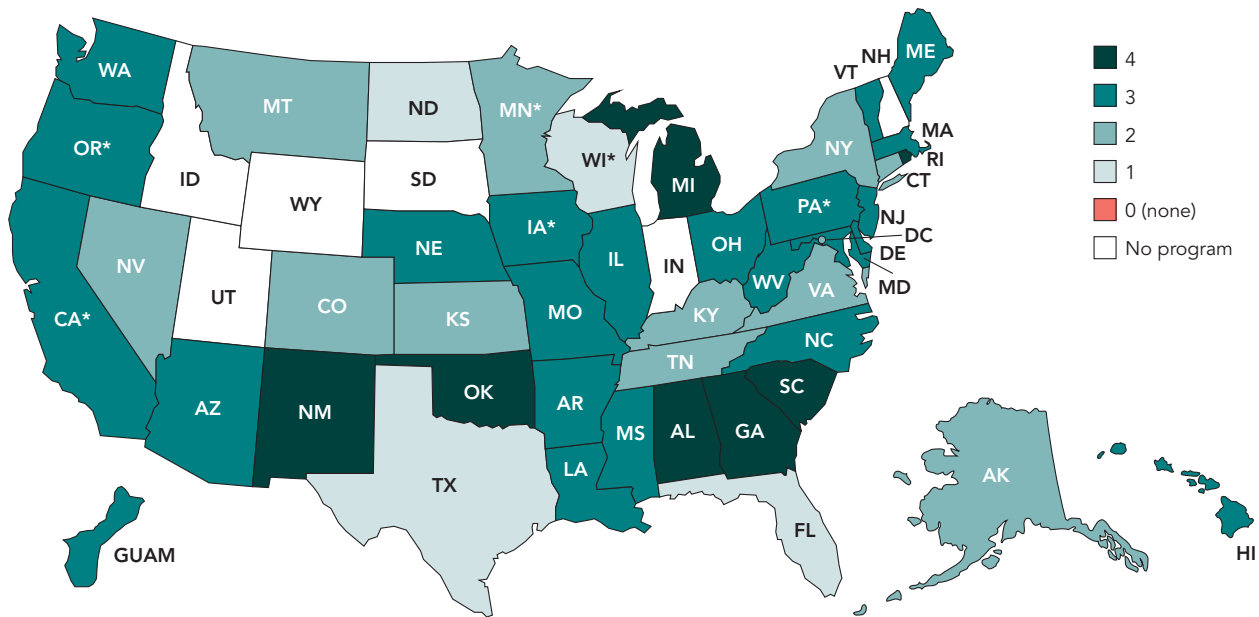 ME
NH
VT
4
WA
3
MT
ND
MN*
2
MA
OR*
NY
RI
WI*
1
ID
SD
MI
CT
0 (none)
WY
PA*
NJ
IA*
DC
NE
OH
No program
IL
IN
DE
NV
WV
MD
UT
CO
VA
KS
MO
KY
CA*
NC
TN
OK
SC
AZ
NM
AR
MS
AL
GA
LA
TX
AK
FL
GUAM
HI